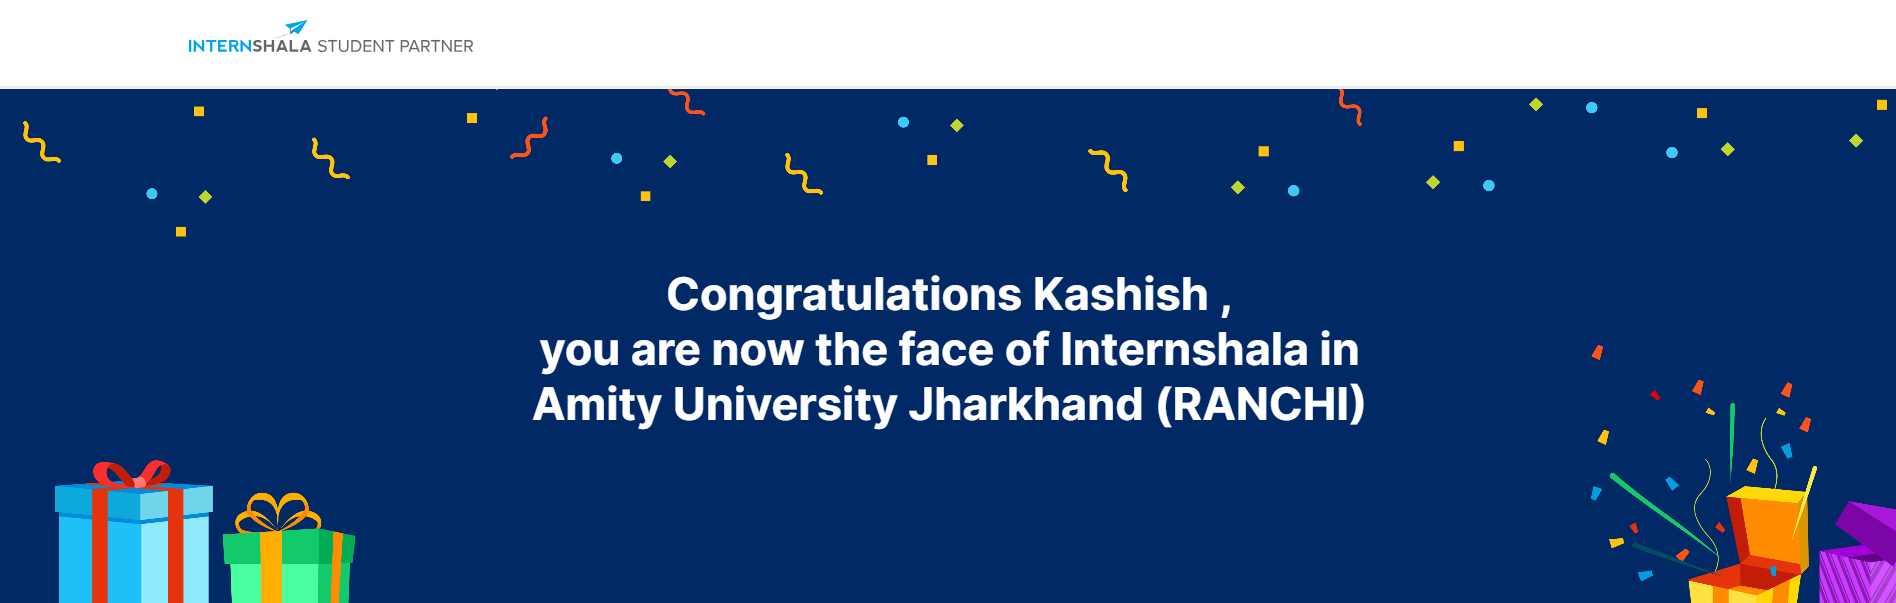 INTERNSHALA STUDENT PARTNER
Congratulations Kashish ,
you are now the face of Internshala in
Amity University Jharkhand (RANCHI)